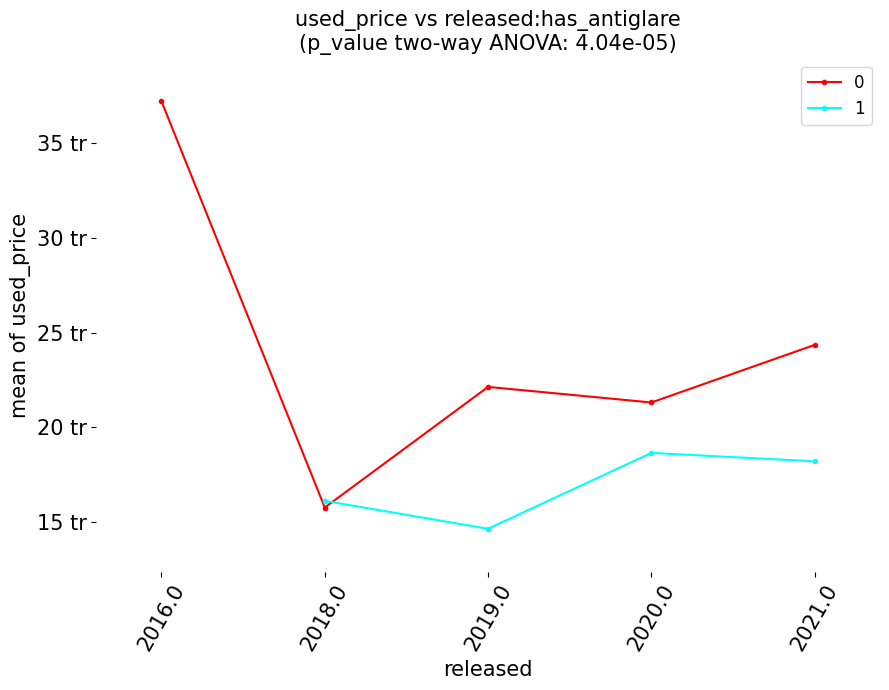 used_price vs released:has_antiglare
(p_value two-way ANOVA: 4.04e-05)
0
1
35 tr
30 tr
25 tr
20 tr
15 tr
mean of used_price
2016.0
2018.0
2019.0
2020.0
2021.0
released